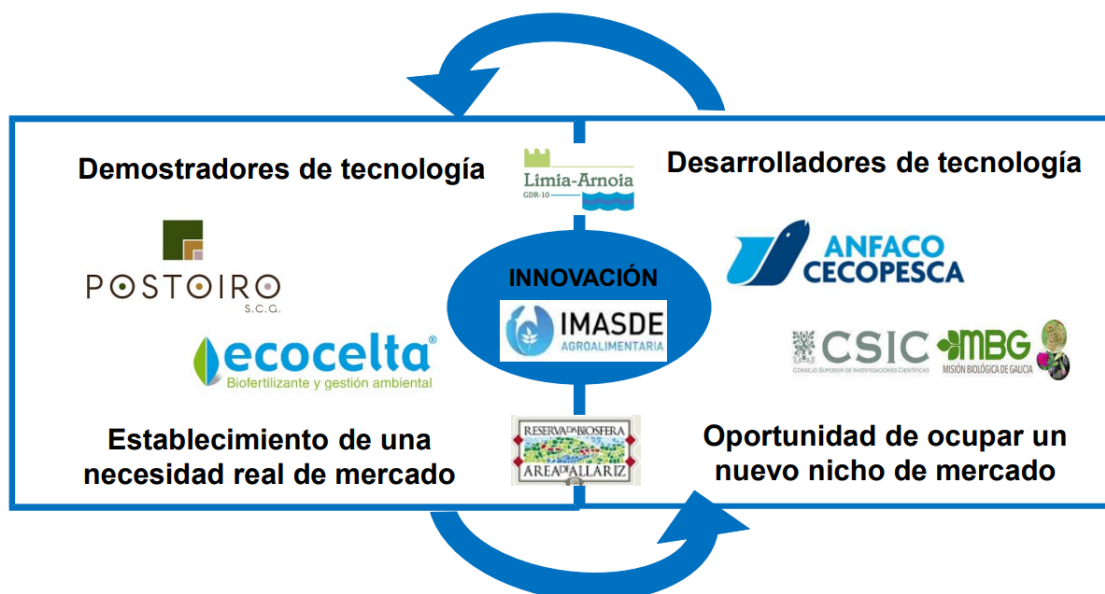 Demostradores de tecnología
POSTOIRO
S.C.G.
ecocelta®
Biofertilizante y gestión ambiental
Establecimiento de una
necesidad real de mercado
Limia-Arnoia
GDR-10
INNOVACIÓN
IMASDE
AGROALIMENTARIA
RESERVA DA BIOSFERA
AREA DE ALLARIZ
Desarrolladores de tecnología
ANFACO
CECOPESCA
CSIC
CONSEJO SUPERIOR DE INVESTIGACIONES CIENTÍFICAS
MBG
MISIÓN BIOLÓGICA DE GALICIA
Oportunidad de ocupar un
nuevo nicho de mercado